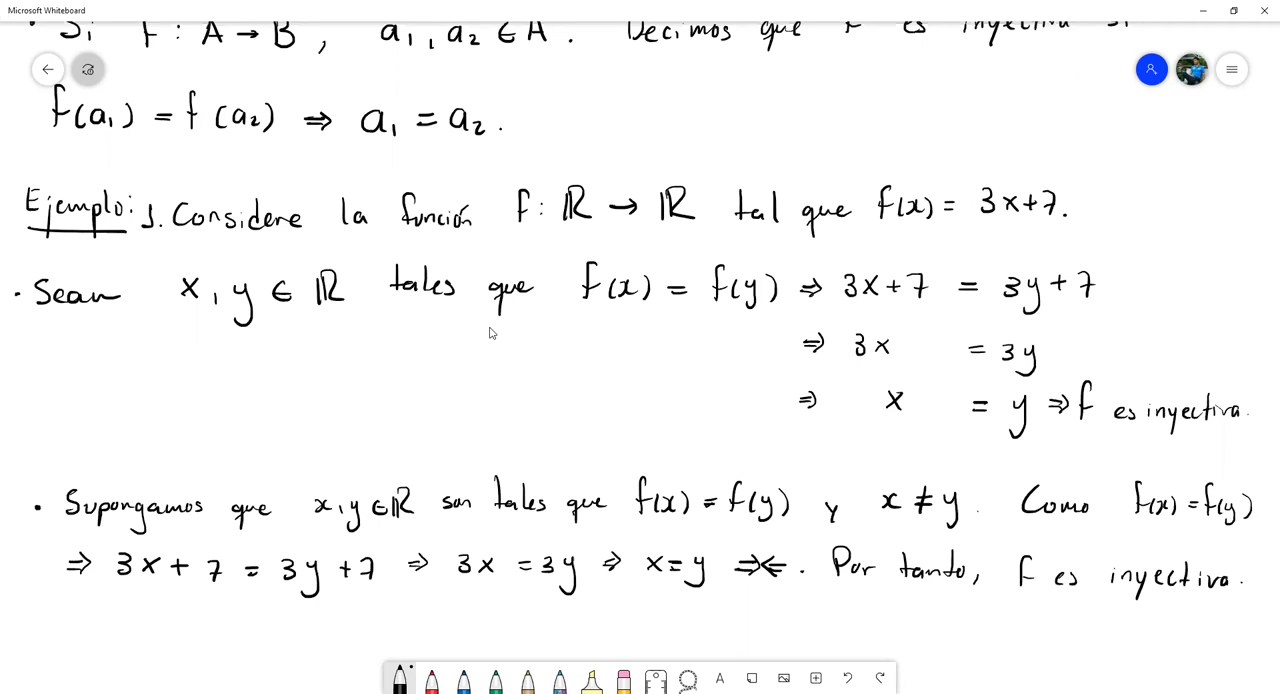 Microsoft Whiteboard
• Si f : A → B , a₁, a₂ ∈ A . Decimos que f es inyectiva si
f(a₁) = f(a₂) ⇒ a₁ = a₂ .
Ejemplo: 1. Considere la función f : ℝ → ℝ tal que f(x) = 3x+7.
• Sean x, y ∈ ℝ tales que f(x) = f(y) ⇒ 3x+7 = 3y+7
⇒ 3x = 3y
⇒ x = y ⇒ f es inyectiva.
• Supongamos que x,y ∈ ℝ son tales que f(x) = f(y) y x ≠ y. Como f(x) = f(y)
⇒ 3x + 7 = 3y + 7 ⇒ 3x = 3y ⇒ x = y ⇒⇐. Por tanto, f es inyectiva.
A